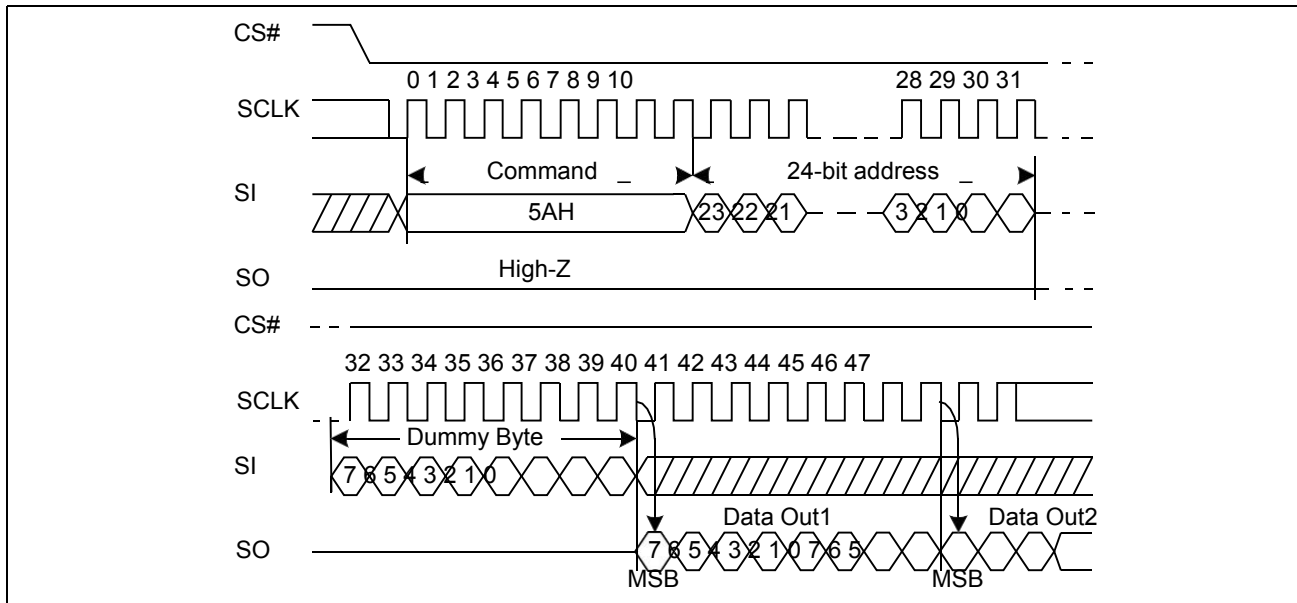 CS#
0 1 2 3 4 5 6 7 8 9 10 28 29 30 31
SCLK
Command _ 24-bit address _
SI
5AH 23 22 21 3 2 1 0
High-Z
SO
CS#
32 33 34 35 36 37 38 39 40 41 42 43 44 45 46 47
SCLK
Dummy Byte
SI
7 6 5 4 3 2 1 0
Data Out1 Data Out2
SO
7 6 5 4 3 2 1 0 7 6 5
MSB MSB